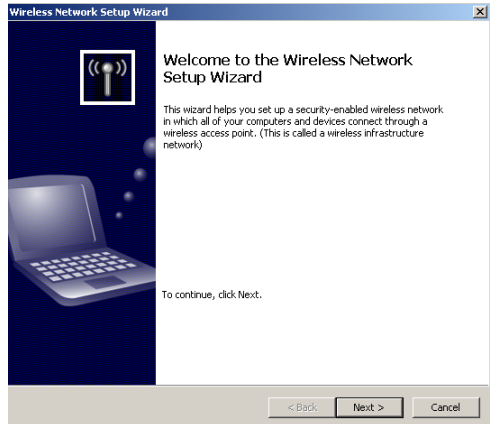 Wireless Network Setup Wizard
Welcome to the Wireless Network
Setup Wizard
This wizard helps you set up a security-enabled wireless network
in which all of your computers and devices connect through a
wireless access point. (This is called a wireless infrastructure
network)
To continue, click Next.
< Back Next > Cancel